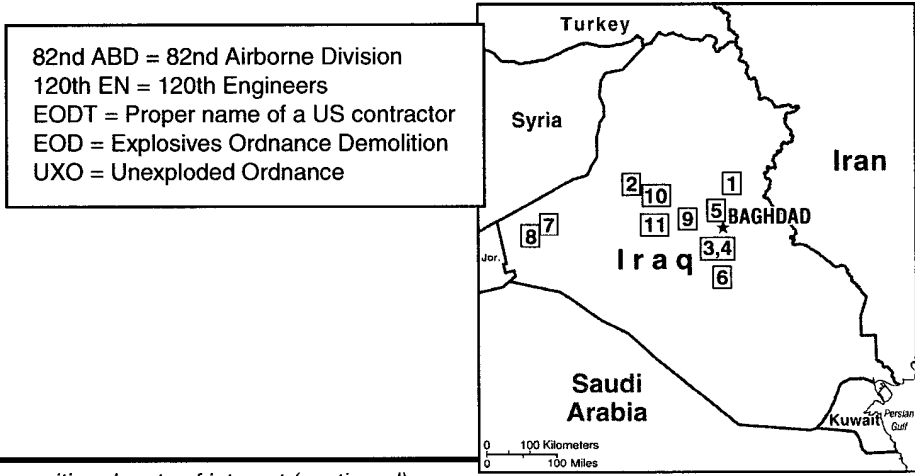 82nd ABD = 82nd Airborne Division
120th EN = 120th Engineers
EODT = Proper name of a US contractor
EOD = Explosives Ordnance Demolition
UXO = Unexploded Ordnance
Turkey
Syria
Iran
2
10
1
5
BAGHDAD
7
8
11
9
3,4
Jor.
Iraq
6
Saudi
Arabia
Kuwait
Persian
Gulf
0 100 Kilometers
0 100 Miles
of interest